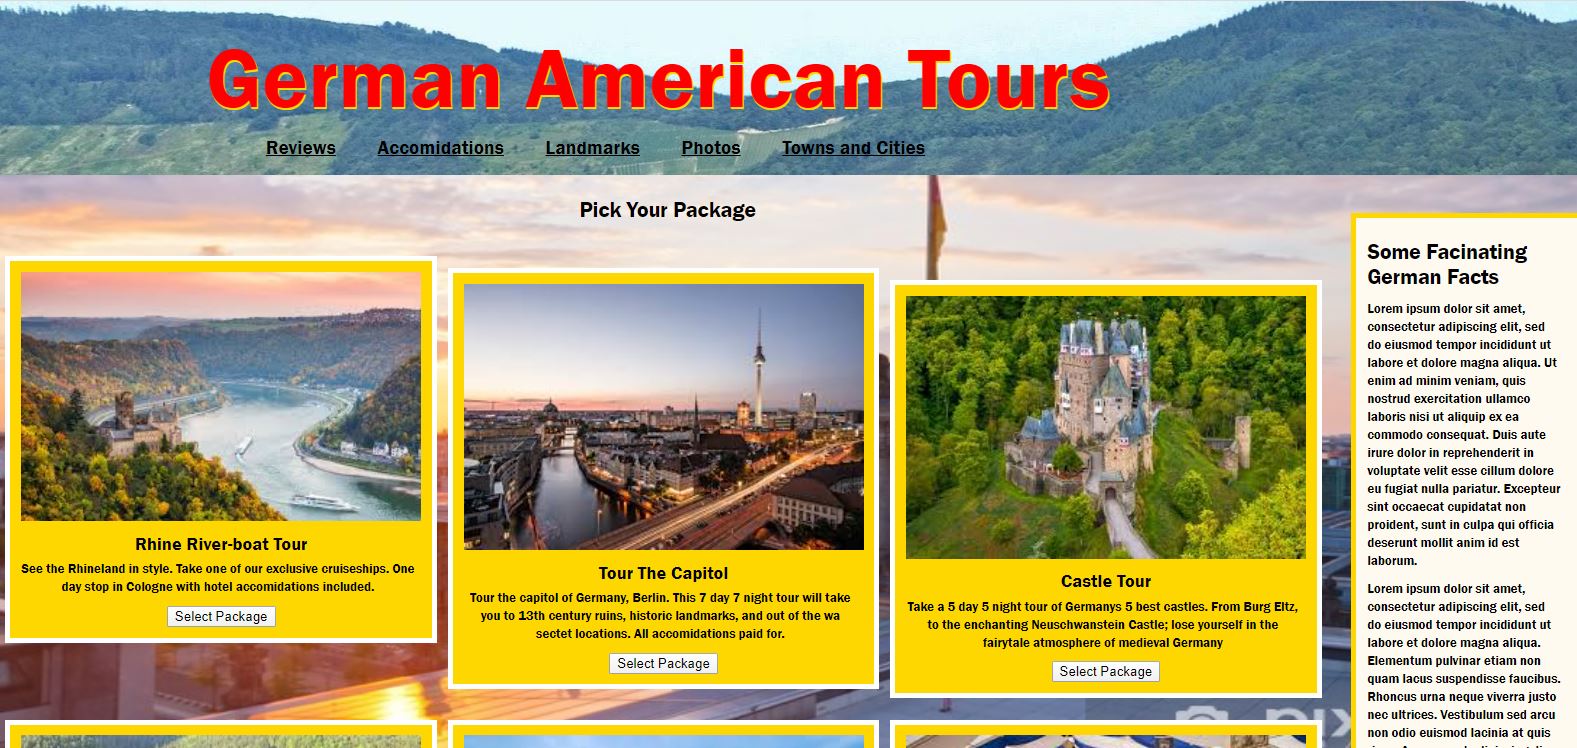 German American Tours
Reviews Accomidations Landmarks Photos Towns and Cities
Pick Your Package
Rhine River-boat Tour
See the Rhineland in style. Take one of our exclusive cruiseships. One
day stop in Cologne with hotel accomidations included.
Select Package
Tour The Capitol
Tour the capitol of Germany, Berlin. This 7 day 7 night tour will take
you to 13th century ruins, historic landmarks, and out of the wa
sectet locations. All accomidations paid for.
Select Package
Castle Tour
Take a 5 day 5 night tour of Germanys 5 best castles. From Burg Eltz,
to the enchanting Neuschwanstein Castle; lose yourself in the
fairytale atmosphere of medieval Germany
Select Package
Some Facinating
German Facts
Lorem ipsum dolor sit amet,
consectetur adipiscing elit, sed
do eiusmod tempor incididunt ut
labore et dolore magna aliqua. Ut
enim ad minim veniam, quis
nostrud exercitation ullamco
laboris nisi ut aliquip ex ea
commodo consequat. Duis aute
irure dolor in reprehenderit in
voluptate velit esse cillum dolore
eu fugiat nulla pariatur. Excepteur
sint occaecat cupidatat non
proident, sunt in culpa qui officia
deserunt mollit anim id est
laborum.
Lorem ipsum dolor sit amet,
consectetur adipiscing elit, sed
do eiusmod tempor incididunt ut
labore et dolore magna aliqua.
Elementum pulvinar etiam non
quam lacus suspendisse faucibus.
Rhoncus urna neque viverra justo
nec ultrices. Vestibulum sed arcu
non odio euismod lacinia at quis